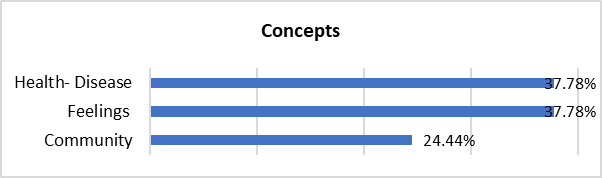 Concepts
Health- Disease 37.78%
Feelings 37.78%
Community 24.44%